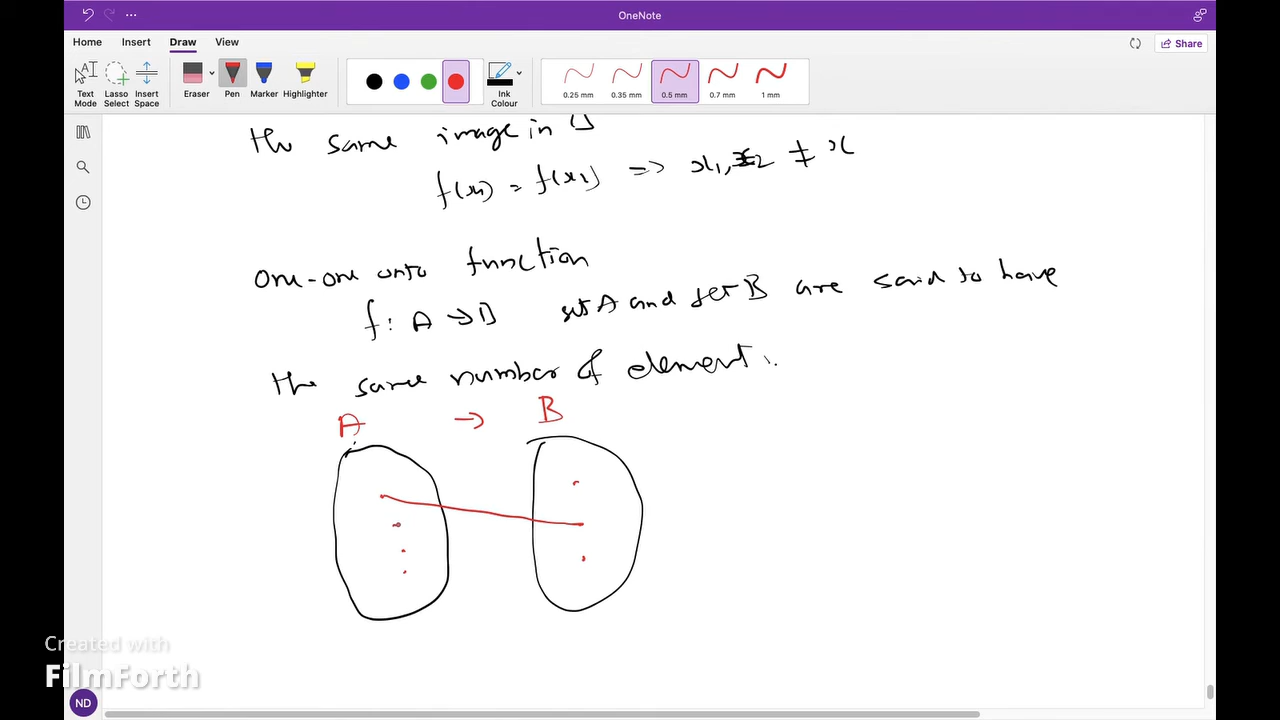 OneNote
Home Insert Draw View
Share
Text Mode
Lasso Select
Insert Space
Eraser
Pen
Marker
Highlighter
Ink Colour
0.25 mm
0.35 mm
0.5 mm
0.7 mm
1 mm
the same image in
f(x1) = f(x2) => x1, x2 ≠ x
one-one onto function
f: A → B set A and set B are said to have
the same number of element.
A → B
Created with
FilmForth
ND